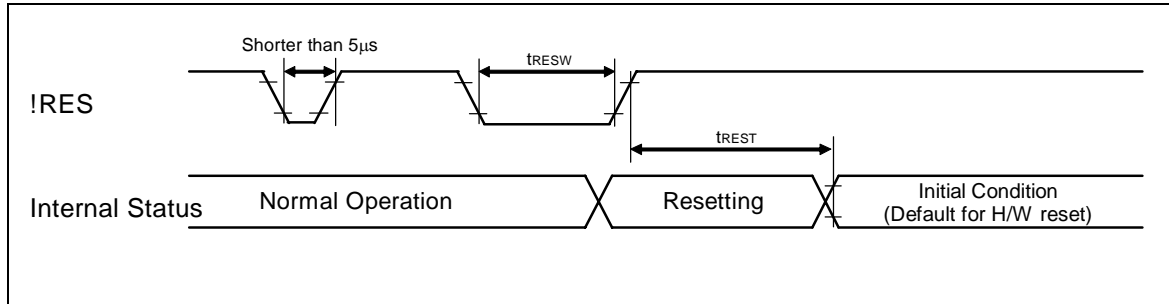 Shorter than 5μs
tRESW
!RES
tREST
Internal Status
Normal Operation
Resetting
Initial Condition
(Default for H/W reset)